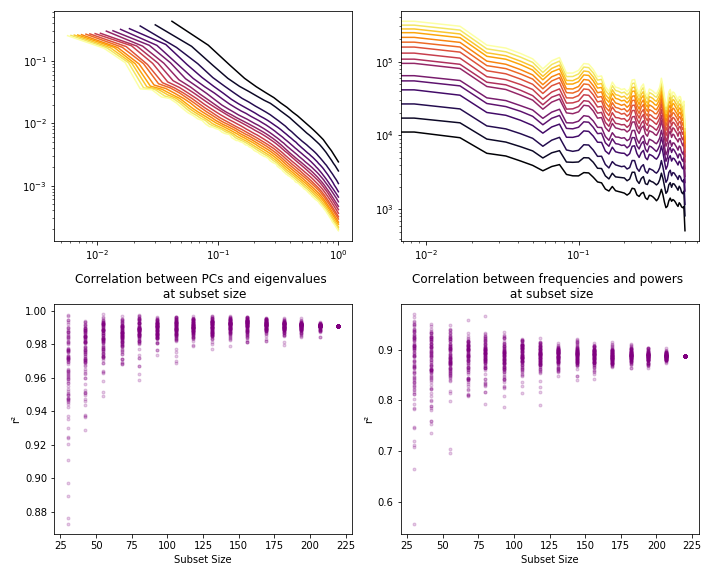 10⁻¹
10⁻²
10⁻³
10⁻² 10⁻¹ 10⁰
10⁵
10⁴
10³
10⁻² 10⁻¹
Correlation between PCs and eigenvalues
at subset size
1.00
0.98
0.96
0.94
0.92
0.90
0.88
r²
25 50 75 100 125 150 175 200 225
Subset Size
Correlation between frequencies and powers
at subset size
0.9
0.8
0.7
0.6
r²
25 50 75 100 125 150 175 200 225
Subset Size